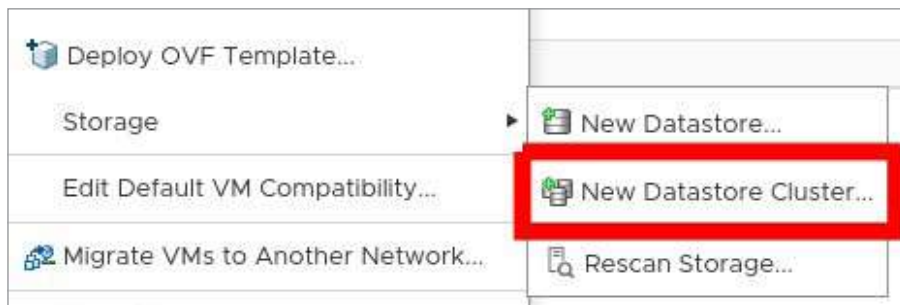 Deploy OVF Template...
Storage
Edit Default VM Compatibility...
Migrate VMs to Another Network...
New Datastore...
New Datastore Cluster...
Rescan Storage...